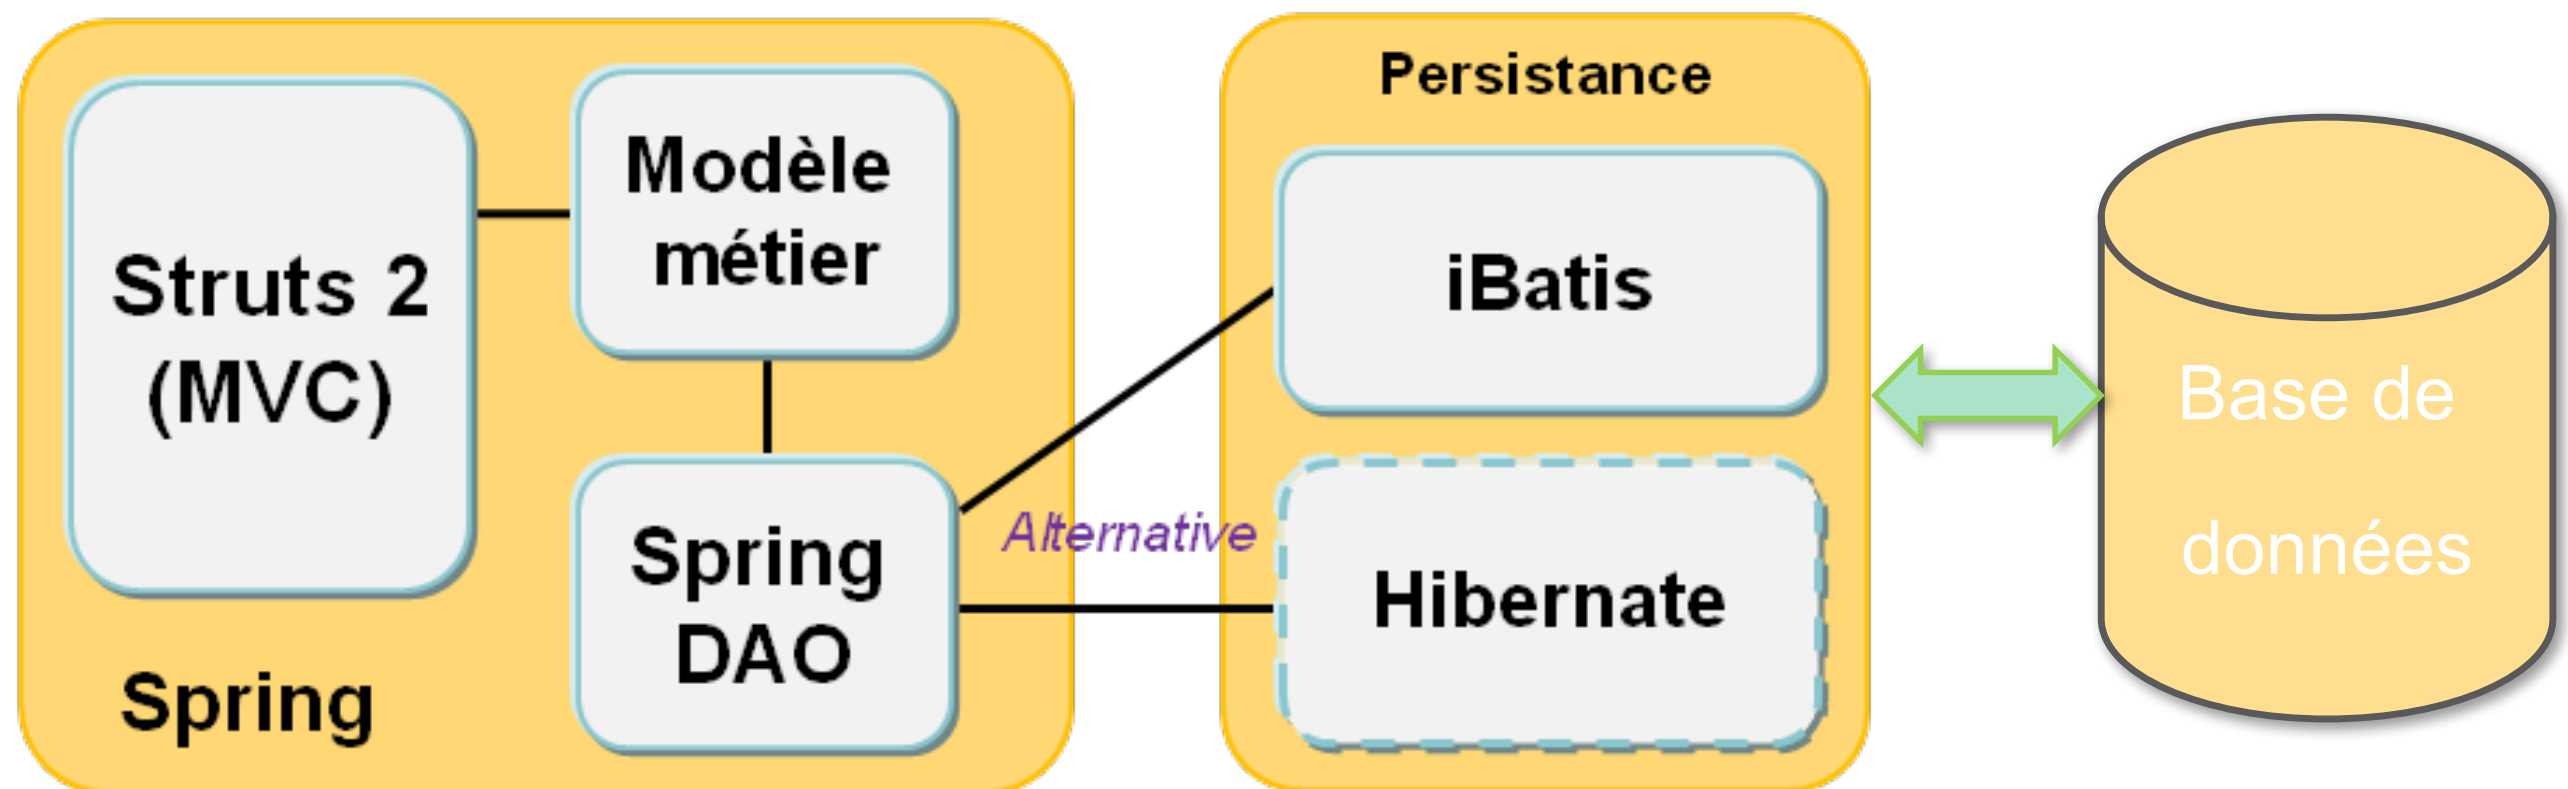 Struts 2
(MVC)
Modèle
métier
Spring
DAO
Spring
Alternative
Persistance
iBatis
Hibernate
Base de
données